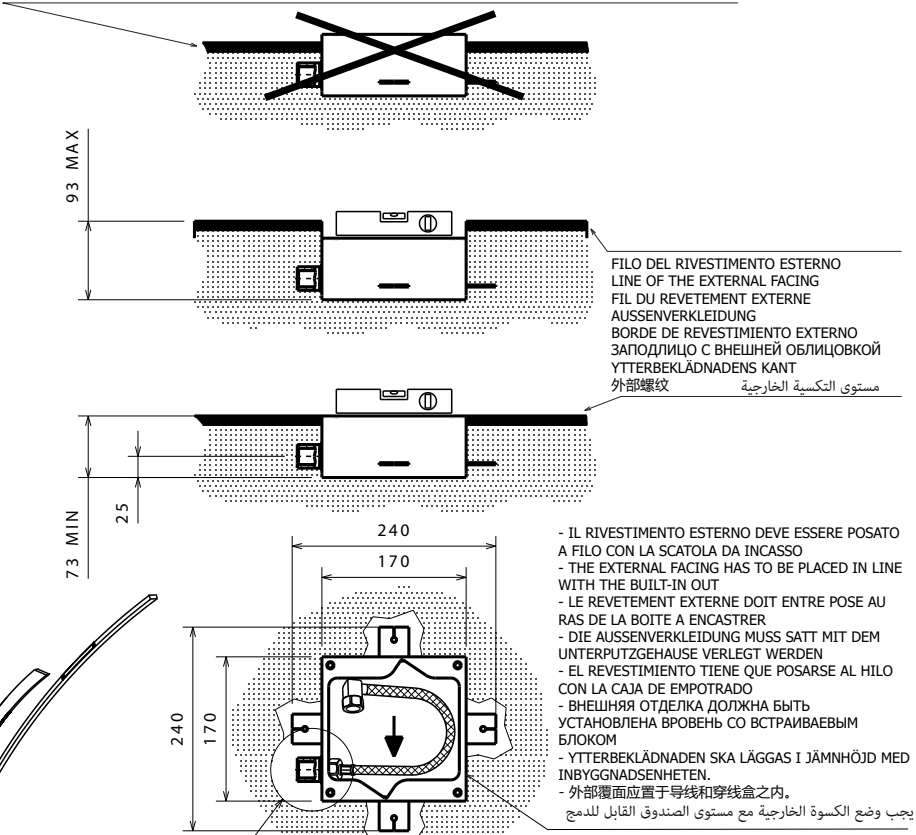 93 MAX
FILO DEL RIVESTIMENTO ESTERNO
LINE OF THE EXTERNAL FACING
FIL DU REVETEMENT EXTERNE
AUSSENVERKLEIDUNG
BORDE DE REVESTIMIENTO EXTERNO
ЗАПОДЛИЦО С ВНЕШНЕЙ ОБЛИЦОВКОЙ
YTTERBEKLÄDNADENS KANT
外部螺纹 مستوى التكسية الخارجية
73 MIN
25
240
170
240
170
- IL RIVESTIMENTO ESTERNO DEVE ESSERE POSATO
A FILO CON LA SCATOLA DA INCASSO
- THE EXTERNAL FACING HAS TO BE PLACED IN LINE
WITH THE BUILT-IN OUT
- LE REVETEMENT EXTERNE DOIT ENTRE POSE AU
RAS DE LA BOITE A ENCASTRER
- DIE AUSSENVERKLEIDUNG MUSS SATT MIT DEM
UNTERPUTZGEHAUSE VERLEGT WERDEN
- EL REVESTIMIENTO TIENE QUE POSARSE AL HILO
CON LA CAJA DE EMPOTRADO
- ВНЕШНЯЯ ОТДЕЛКА ДОЛЖНА БЫТЬ
УСТАНОВЛЕНА ВРОВЕНЬ СО ВСТРАИВАЕВЫМ
БЛОКОМ
- YTTERBEKLÄDNADEN SKA LÄGGAS I JÄMNHÖJD MED
INBYGGNADSENHETEN.
- 外部覆面应置于导线和穿线盒之内。
يجب وضع الكسوة الخارجية مع مستوى الصندوق القابل للدمج